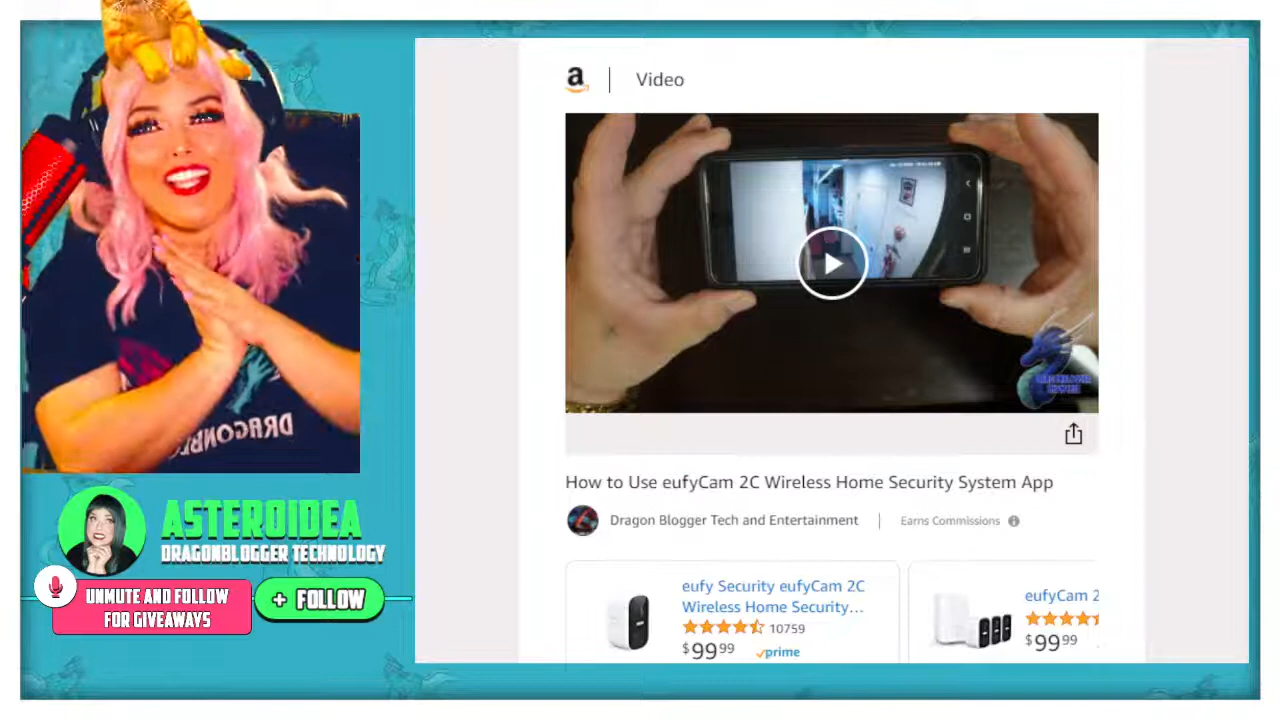 a | Video
DRAGONBLOGGER
How to Use eufyCam 2C Wireless Home Security System App
Dragon Blogger Tech and Entertainment | Earns Commissions
eufy Security eufyCam 2C
Wireless Home Security…
10759
$99 99
prime
eufyCam 2
$99 99
DRAGONBL
ASTEROIDEA
DRAGONBLOGGER TECHNOLOGY
UNMUTE AND FOLLOW
FOR GIVEAWAYS
+ FOLLOW